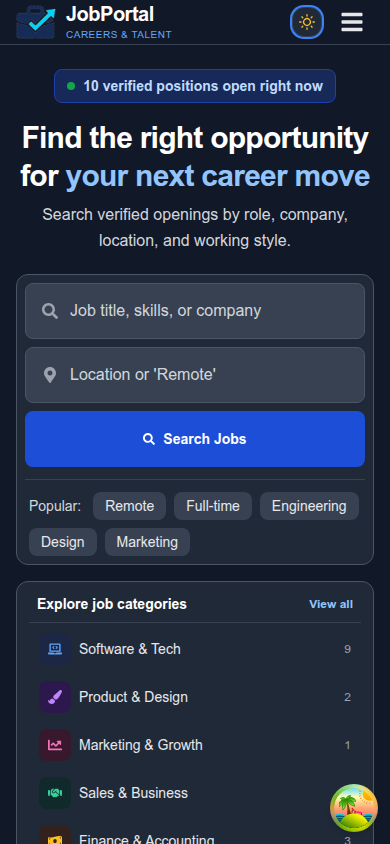 JobPortal
CAREERS & TALENT
10 verified positions open right now
Find the right opportunity
for your next career move
Search verified openings by role, company,
location, and working style.
Job title, skills, or company
Location or 'Remote'
Search Jobs
Popular: Remote Full-time Engineering
Design Marketing
Explore job categories View all
Software & Tech 9
Product & Design 2
Marketing & Growth 1
Sales & Business
Finance & Accounting 3